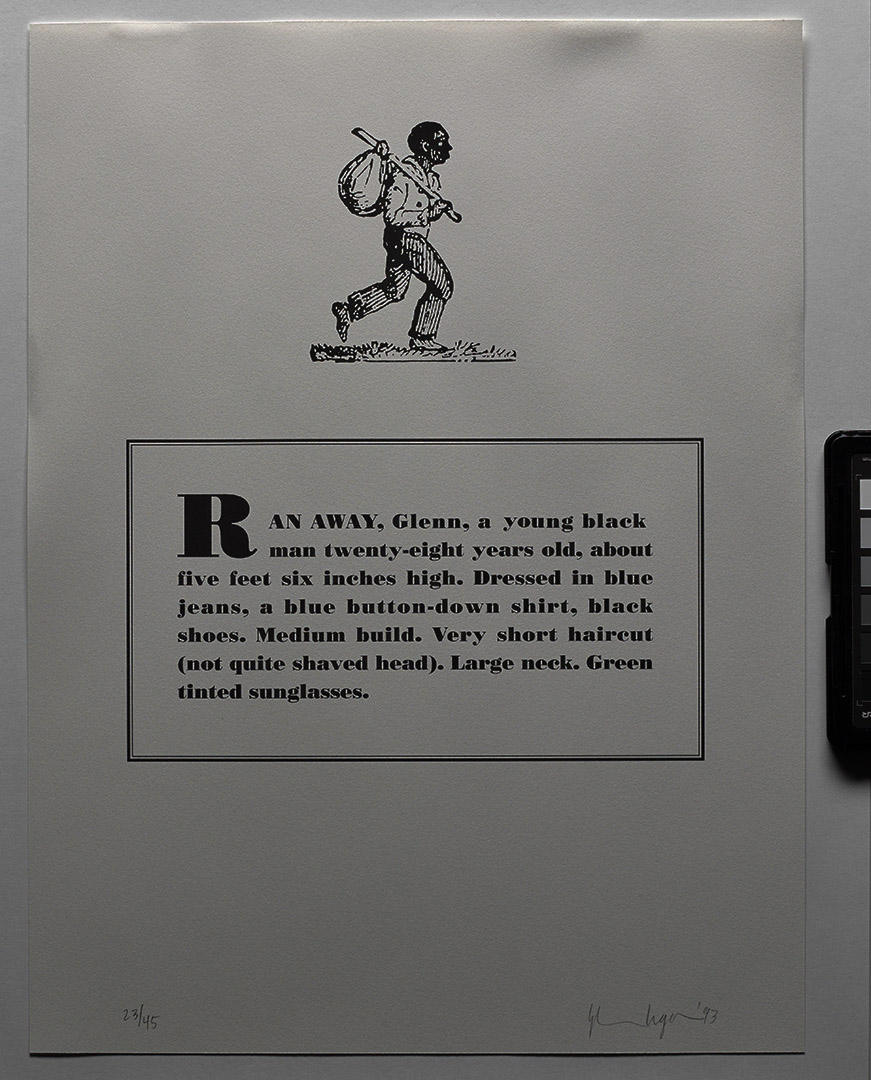 RAN AWAY, Glenn, a young black
man twenty-eight years old, about
five feet six inches high. Dressed in blue
jeans, a blue button-down shirt, black
shoes. Medium build. Very short haircut
(not quite shaved head). Large neck. Green
tinted sunglasses.
23/45
'93